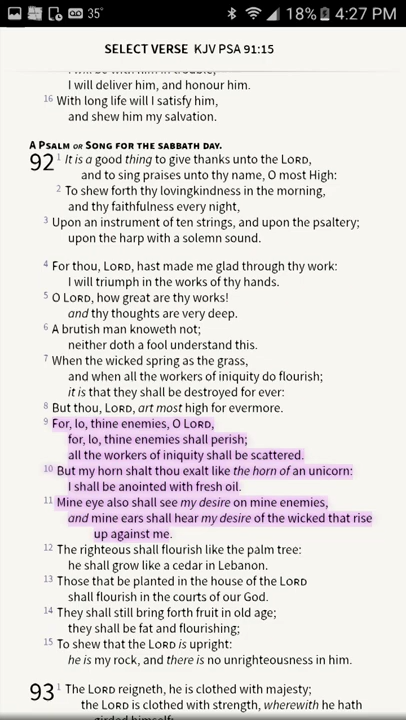 35° 18% 4:27 PM
SELECT VERSE KJV PSA 91:15
I will be with him in trouble;
I will deliver him, and honour him.
16 With long life will I satisfy him,
and shew him my salvation.
A Psalm or Song for the sabbath day.
92 1 It is a good thing to give thanks unto the LORD,
and to sing praises unto thy name, O most High:
2 To shew forth thy lovingkindness in the morning,
and thy faithfulness every night,
3 Upon an instrument of ten strings, and upon the psaltery;
upon the harp with a solemn sound.
4 For thou, LORD, hast made me glad through thy work:
I will triumph in the works of thy hands.
5 O LORD, how great are thy works!
and thy thoughts are very deep.
6 A brutish man knoweth not;
neither doth a fool understand this.
7 When the wicked spring as the grass,
and when all the workers of iniquity do flourish;
it is that they shall be destroyed for ever:
8 But thou, LORD, art most high for evermore.
9 For, lo, thine enemies, O LORD,
for, lo, thine enemies shall perish;
all the workers of iniquity shall be scattered.
10 But my horn shalt thou exalt like the horn of an unicorn:
I shall be anointed with fresh oil.
11 Mine eye also shall see my desire on mine enemies,
and mine ears shall hear my desire of the wicked that rise
up against me.
12 The righteous shall flourish like the palm tree:
he shall grow like a cedar in Lebanon.
13 Those that be planted in the house of the LORD
shall flourish in the courts of our God.
14 They shall still bring forth fruit in old age;
they shall be fat and flourishing;
15 To shew that the LORD is upright:
he is my rock, and there is no unrighteousness in him.
93 1 The LORD reigneth, he is clothed with majesty;
the LORD is clothed with strength, wherewith he hath
girded himself: